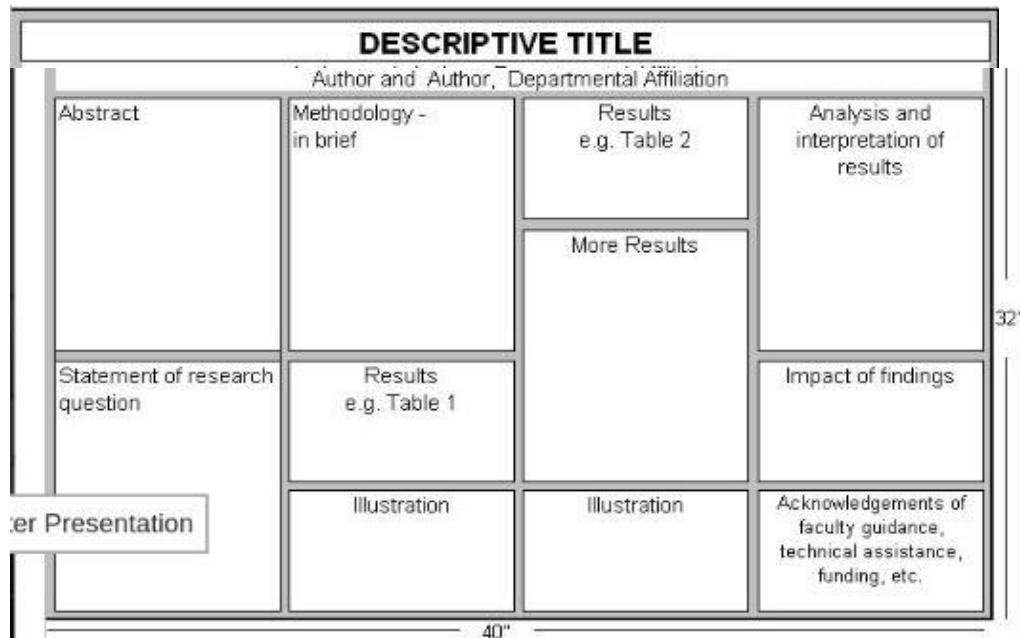 DESCRIPTIVE TITLE
Author and Author, Departmental Affiliation
Abstract
Methodology -
in brief
Results
e.g. Table 2
Analysis and
interpretation of
results
More Results
32"
Statement of research
question
Results
e.g. Table 1
Impact of findings
Illustration
Illustration
Acknowledgements of
faculty guidance,
technical assistance,
funding, etc.
Presentation
40"